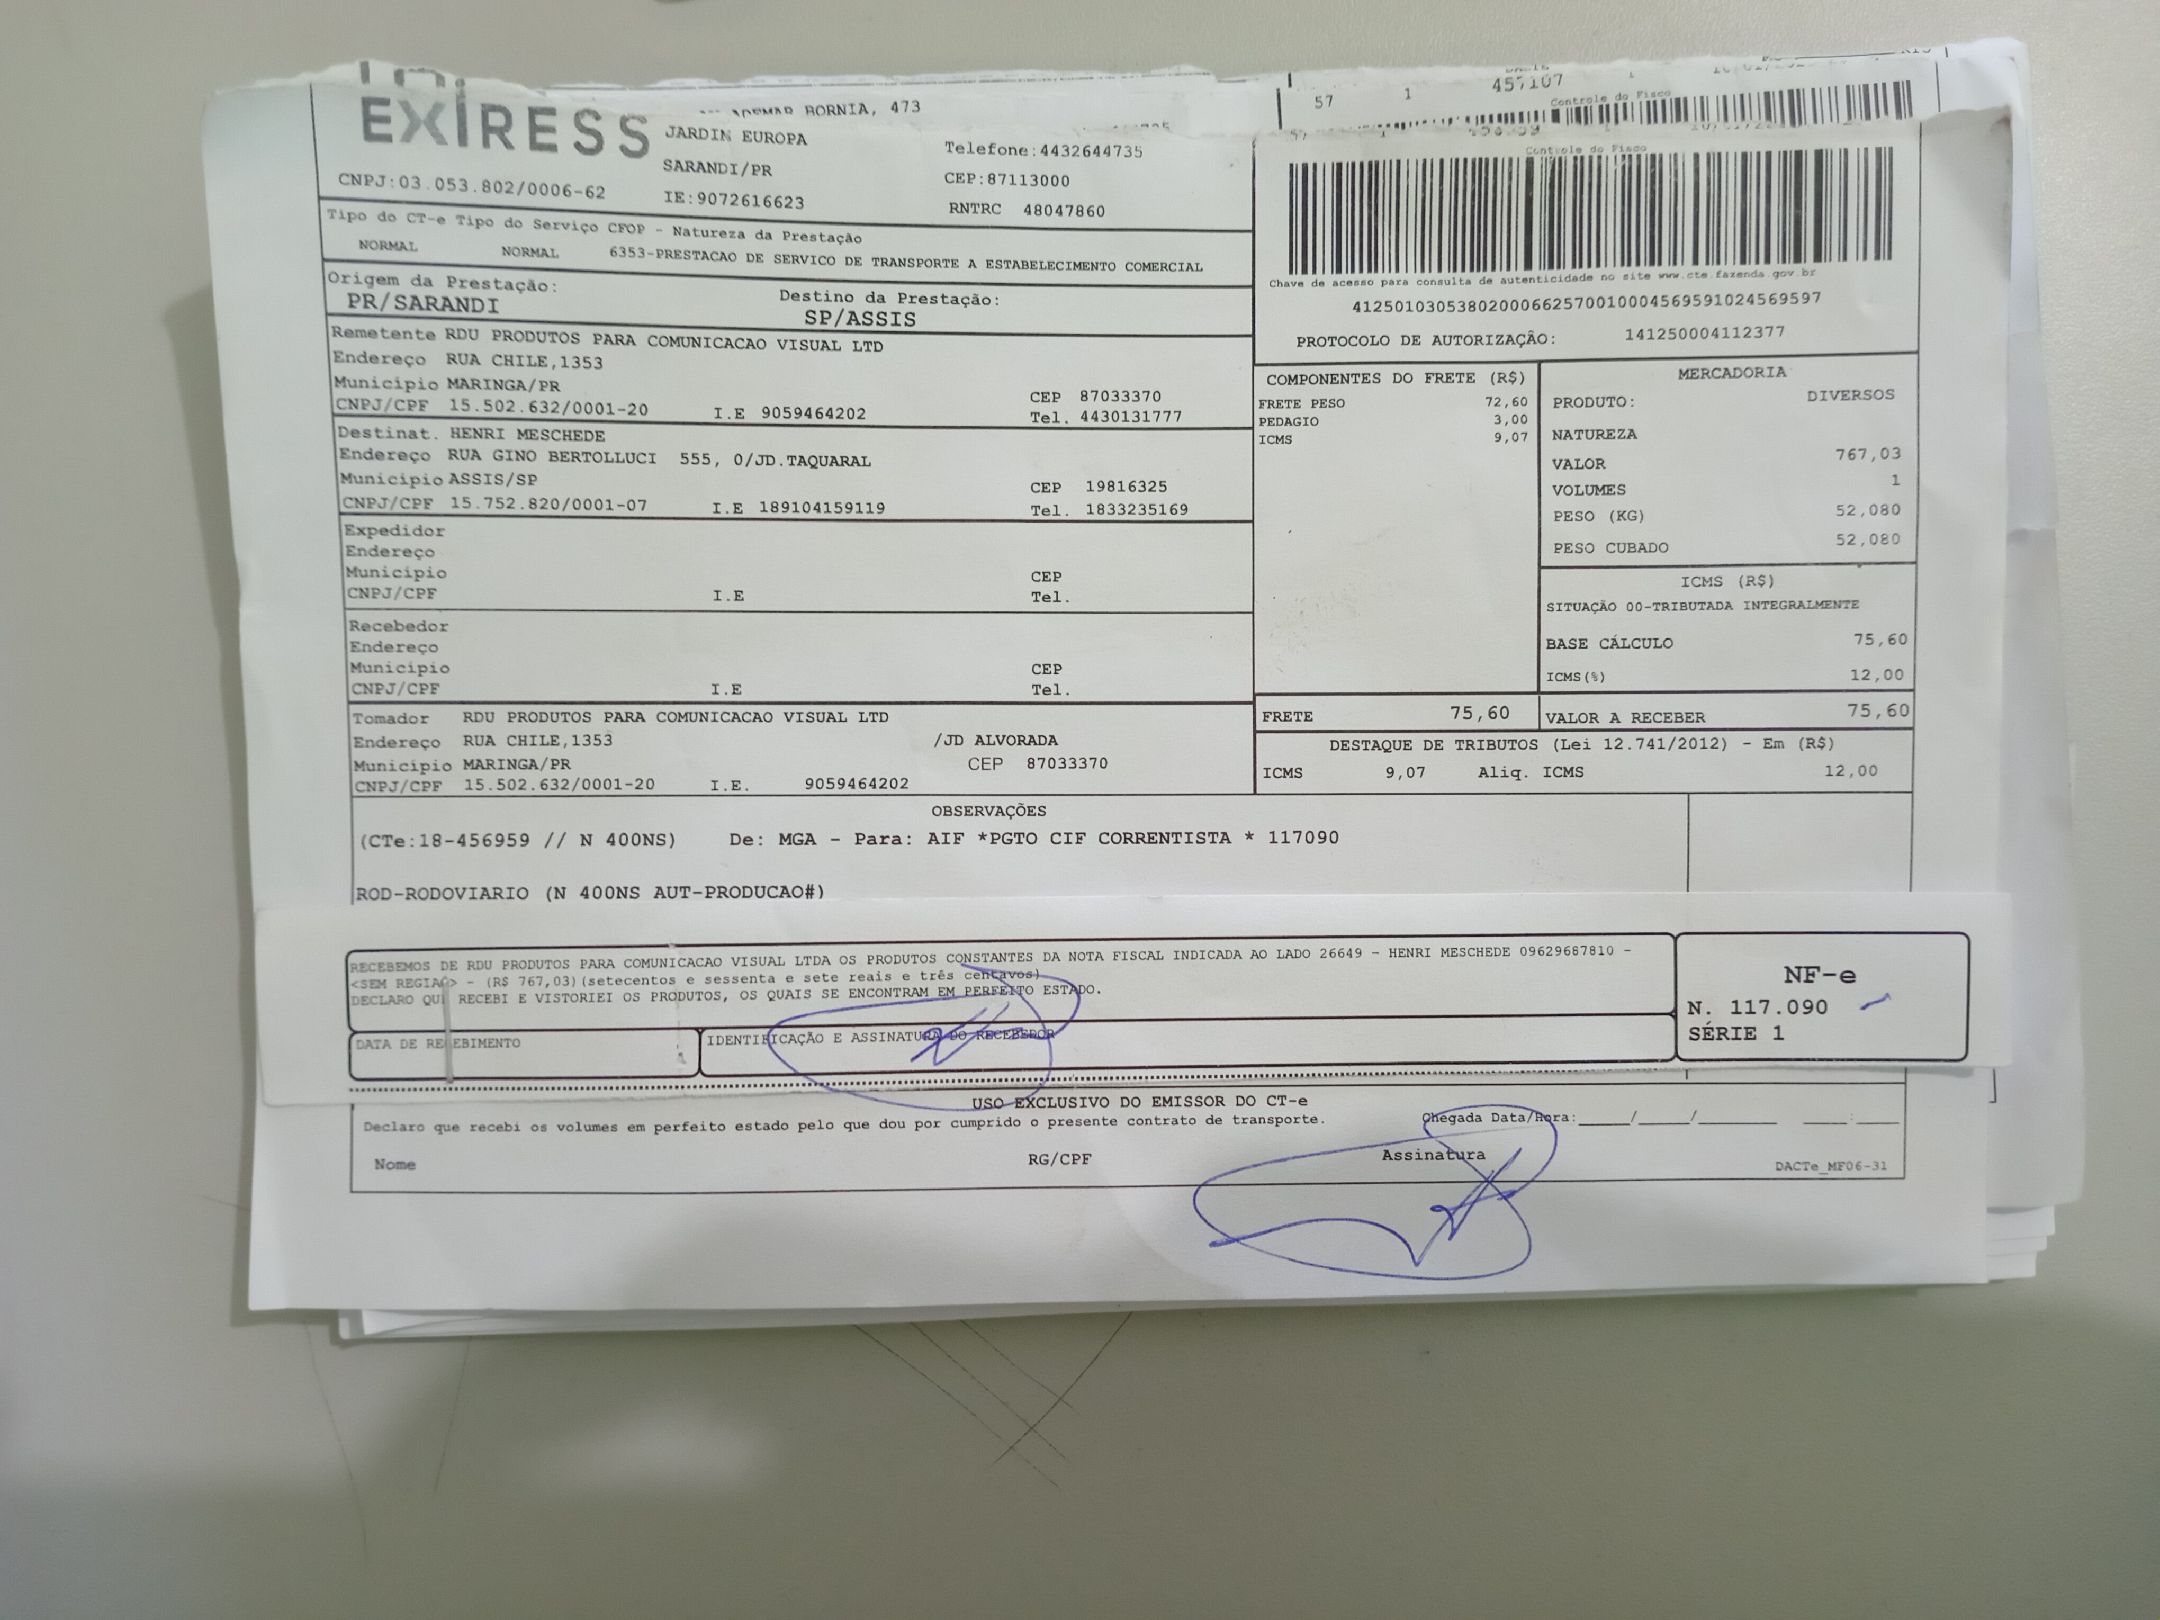 BORNIA, 473
EXIRESS
JARDIN EUROPA
Telefone:4432644735
SARANDI/PR
CEP:87113000
CNPJ:03.053.802/0006-62
IE:9072616623
RNTRC 48047860
57 1 457107
Controle do Fisco
Controle do Fisco
Chave de acesso para consulta de autenticidade no site www.cte.fazenda.gov.br
41250103053802000662570010004569591024569597
PROTOCOLO DE AUTORIZAÇÃO: 141250004112377
Tipo do CT-e Tipo do Serviço CFOP - Natureza da Prestação
NORMAL NORMAL 6353-PRESTACAO DE SERVICO DE TRANSPORTE A ESTABELECIMENTO COMERCIAL
Origem da Prestação:
PR/SARANDI
Destino da Prestação:
SP/ASSIS
Remetente RDU PRODUTOS PARA COMUNICACAO VISUAL LTD
Endereço RUA CHILE,1353
Município MARINGA/PR
CEP 87033370
CNPJ/CPF 15.502.632/0001-20 I.E 9059464202 Tel. 4430131777
Destinat. HENRI MESCHEDE
Endereço RUA GINO BERTOLLUCI 555, 0/JD.TAQUARAL
Município ASSIS/SP CEP 19816325
CNPJ/CPF 15.752.820/0001-07 I.E 189104159119 Tel. 1833235169
Expedidor
Endereço
Município CEP
CNPJ/CPF I.E Tel.
Recebedor
Endereço
Município CEP
CNPJ/CPF I.E Tel.
Tomador RDU PRODUTOS PARA COMUNICACAO VISUAL LTD
Endereço RUA CHILE,1353 /JD ALVORADA
Município MARINGA/PR CEP 87033370
CNPJ/CPF 15.502.632/0001-20 I.E. 9059464202
COMPONENTES DO FRETE (R$)
FRETE PESO 72,60
PEDAGIO 3,00
ICMS 9,07
MERCADORIA
PRODUTO: DIVERSOS
NATUREZA
VALOR 767,03
VOLUMES 1
PESO (KG) 52,080
PESO CUBADO 52,080
ICMS (R$)
SITUAÇÃO 00-TRIBUTADA INTEGRALMENTE
BASE CÁLCULO 75,60
ICMS(%) 12,00
FRETE 75,60 VALOR A RECEBER 75,60
DESTAQUE DE TRIBUTOS (Lei 12.741/2012) - Em (R$)
ICMS 9,07 Aliq. ICMS 12,00
OBSERVAÇÕES
(CTe:18-456959 // N 400NS) De: MGA - Para: AIF *PGTO CIF CORRENTISTA * 117090
ROD-RODOVIARIO (N 400NS AUT-PRODUCAO#)
RECEBEMOS DE RDU PRODUTOS PARA COMUNICACAO VISUAL LTDA OS PRODUTOS CONSTANTES DA NOTA FISCAL INDICADA AO LADO 26649 - HENRI MESCHEDE 09629687810 -
<SEM REGIAO> - (R$ 767,03)(setecentos e sessenta e sete reais e três centavos)
DECLARO QUE RECEBI E VISTORIEI OS PRODUTOS, OS QUAIS SE ENCONTRAM EM PERFEITO ESTADO.
DATA DE RECEBIMENTO
IDENTIFICAÇÃO E ASSINATURA DO RECEBEDOR
NF-e
N. 117.090
SÉRIE 1
USO EXCLUSIVO DO EMISSOR DO CT-e
Declaro que recebi os volumes em perfeito estado pelo que dou por cumprido o presente contrato de transporte.
Chegada Data/Hora:____/____/______ ____:____
Nome RG/CPF Assinatura
DACTe_MF06-31